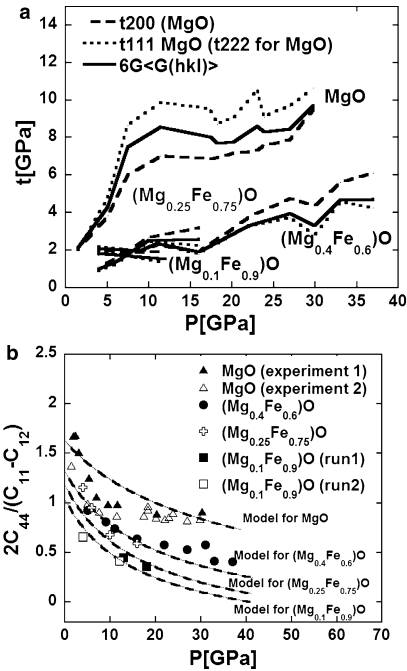 a
t200 (MgO)
t111 MgO (t222 for MgO)
6G<G(hkl)>
MgO
(Mg0.25Fe0.75)O
(Mg0.4Fe0.6)O
(Mg0.1Fe0.9)O
t[GPa]
14
12
10
8
6
4
2
0
0 5 10 15 20 25 30 35 40
P[GPa]
b
MgO (experiment 1)
MgO (experiment 2)
(Mg0.4Fe0.6)O
(Mg0.25Fe0.75)O
(Mg0.1Fe0.9)O (run1)
(Mg0.1Fe0.9)O (run2)
Model for MgO
Model for (Mg0.4Fe0.6)O
Model for (Mg0.25Fe0.75)O
Model for (Mg0.1Fe0.9)O
2C44/(C11-C12)
2.5
2
1.5
1
0.5
0
0 10 20 30 40 50 60 70
P[GPa]